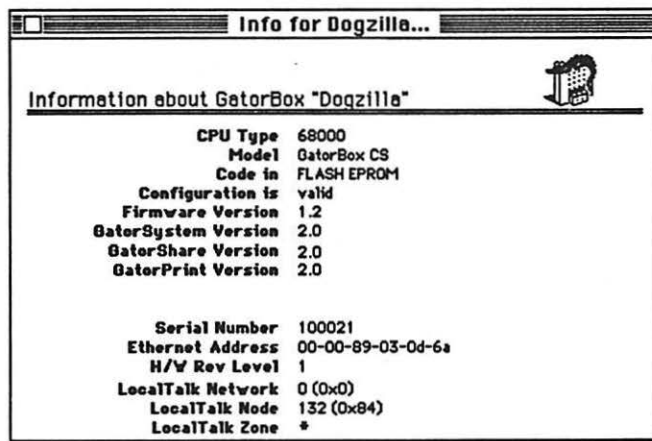 Info for Dogzilla...
Information about GatorBox "Dogzilla"
CPU Type 68000
Model GatorBox CS
Code in FLASH EPROM
Configuration is valid
Firmware Version 1.2
GatorSystem Version 2.0
GatorShare Version 2.0
GatorPrint Version 2.0
Serial Number 100021
Ethernet Address 00-00-89-03-0d-6a
H/W Rev Level 1
LocalTalk Network 0 (0x0)
LocalTalk Node 132 (0x84)
LocalTalk Zone *